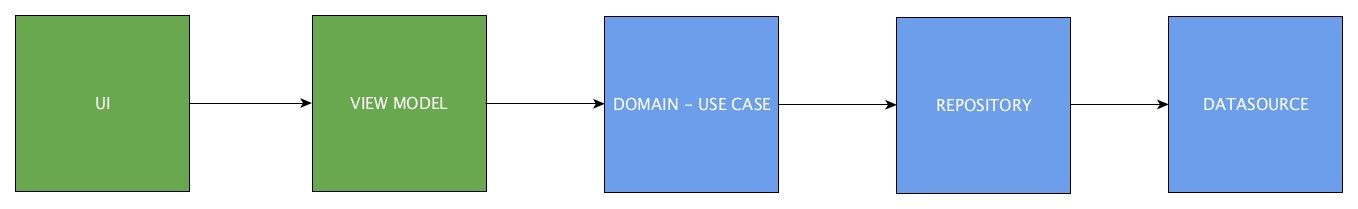 UI
VIEW MODEL
DOMAIN - USE CASE
REPOSITORY
DATASOURCE